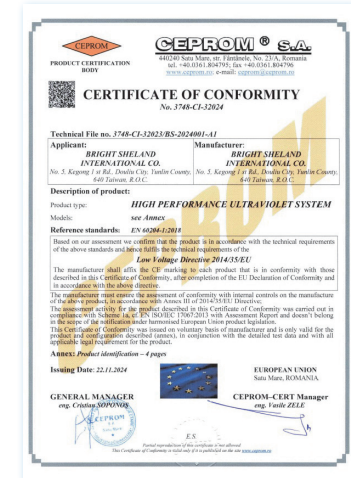 CEPROM
PRODUCT CERTIFICATION
BODY
CEPROM ® S.A.
440240 Satu Mare, str. Fântânele, No. 23/A, Romania
tel. +40.0361.804795; fax +40.0361.804796
www.ceprom.ro; e-mail: ceprom@ceprom.ro
CERTIFICATE OF CONFORMITY
No. 3748-CI-32024
Technical File no. 3748-CI-32023/BS-2024001-A1
Applicant:
BRIGHT SHELAND
INTERNATIONAL CO.
No. 5, Kegong 1 st Rd., Douliu City, Yunlin County,
640 Taiwan, R.O.C.
Manufacturer:
BRIGHT SHELAND
INTERNATIONAL CO.
No. 5, Kegong 1 st Rd., Douliu City, Yunlin County,
640 Taiwan, R.O.C.
Description of product:
Product type: HIGH PERFORMANCE ULTRAVIOLET SYSTEM
Models: see Annex
Reference standards: EN 60204-1:2018
Based on our assessment we confirm that the product is in accordance with the technical requirements
of the above standards and hence fulfils the technical requirements of the
Low Voltage Directive 2014/35/EU
The manufacturer shall affix the CE marking to each product that is in conformity with those
described in this Certificate of Conformity, after completion of the EU Declaration of Conformity and
in accordance with the above directive.
The manufacturer must ensure the assessment of conformity with internal controls on the manufacture
of the above product, in accordance with Annex III of 2014/35/EU Directive;
The assessment activity for the product described in this Certificate of Conformity was carried out in
compliance with Scheme 1a, cf. EN ISO/IEC 17067:2013 with Assessment Report and doesn't belong
in the scope of the notification under harmonised European Union product legislation.
This Certificate of Conformity was issued on voluntary basis of manufacturer and is only valid for the
product and configuration described (annex), in conjunction with the detailed test data and with all
applicable legal requirement for the product.
Annex: Product identification – 4 pages
Issuing Date: 22.11.2024
EUROPEAN UNION
Satu Mare, ROMANIA
GENERAL MANAGER
eng. Cristian SOPONOS
CEPROM–CERT Manager
eng. Vasile ZELE
CEPROM
E.S.
Partial reproduction of this certificate is not allowed
This Certificate of Conformity is valid only if it is published on the site www.ceprom.ro